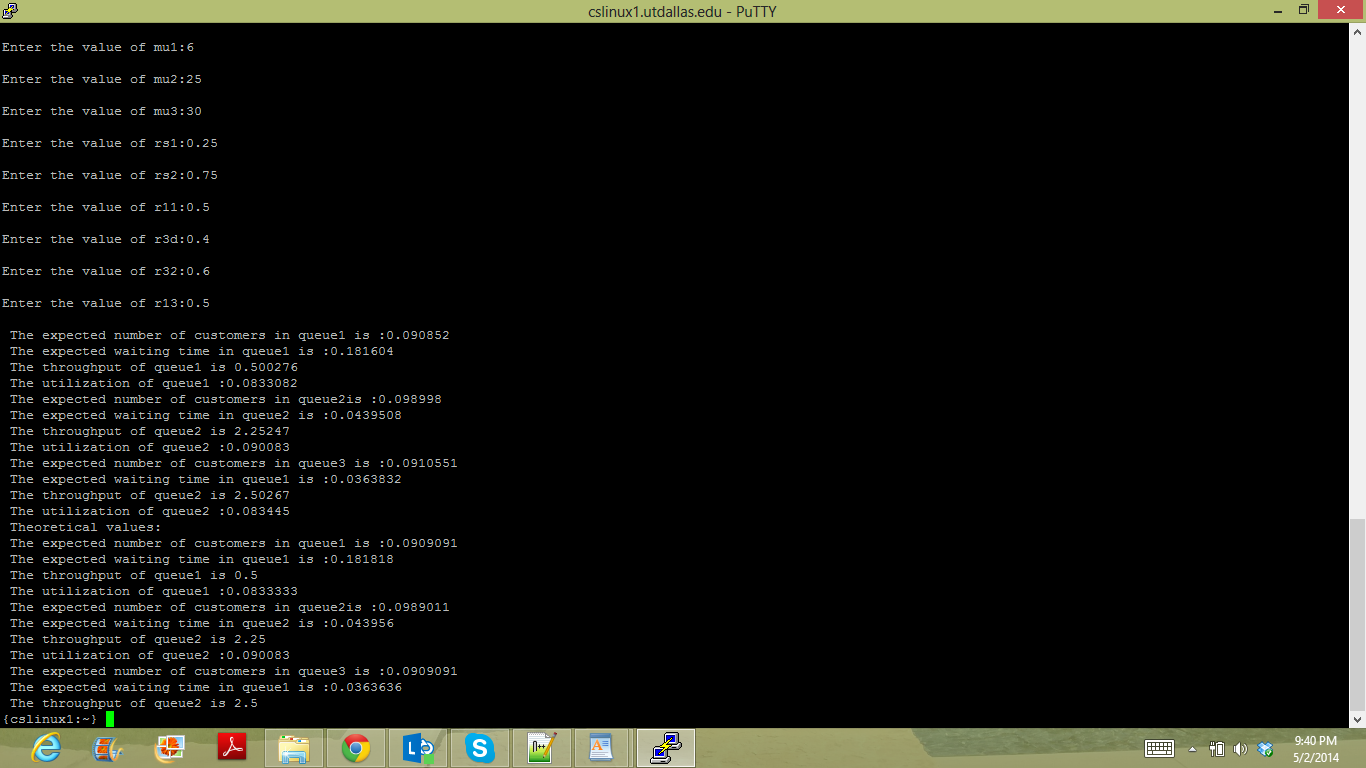 cslinux1.utdallas.edu - PuTTY
Enter the value of mu1:6
Enter the value of mu2:25
Enter the value of mu3:30
Enter the value of rs1:0.25
Enter the value of rs2:0.75
Enter the value of r11:0.5
Enter the value of r3d:0.4
Enter the value of r32:0.6
Enter the value of r13:0.5
The expected number of customers in queue1 is :0.090852
The expected waiting time in queue1 is :0.181604
The throughput of queue1 is 0.500276
The utilization of queue1 :0.0833082
The expected number of customers in queue2is :0.098998
The expected waiting time in queue2 is :0.0439508
The throughput of queue2 is 2.25247
The utilization of queue2 :0.090083
The expected number of customers in queue3 is :0.0910551
The expected waiting time in queue1 is :0.0363832
The throughput of queue2 is 2.50267
The utilization of queue2 :0.083445
Theoretical values:
The expected number of customers in queue1 is :0.0909091
The expected waiting time in queue1 is :0.181818
The throughput of queue1 is 0.5
The utilization of queue1 :0.0833333
The expected number of customers in queue2is :0.0989011
The expected waiting time in queue2 is :0.043956
The throughput of queue2 is 2.25
The utilization of queue2 :0.090083
The expected number of customers in queue3 is :0.0909091
The expected waiting time in queue1 is :0.0363636
The throughput of queue2 is 2.5
{cslinux1:~}
9:40 PM
5/2/2014